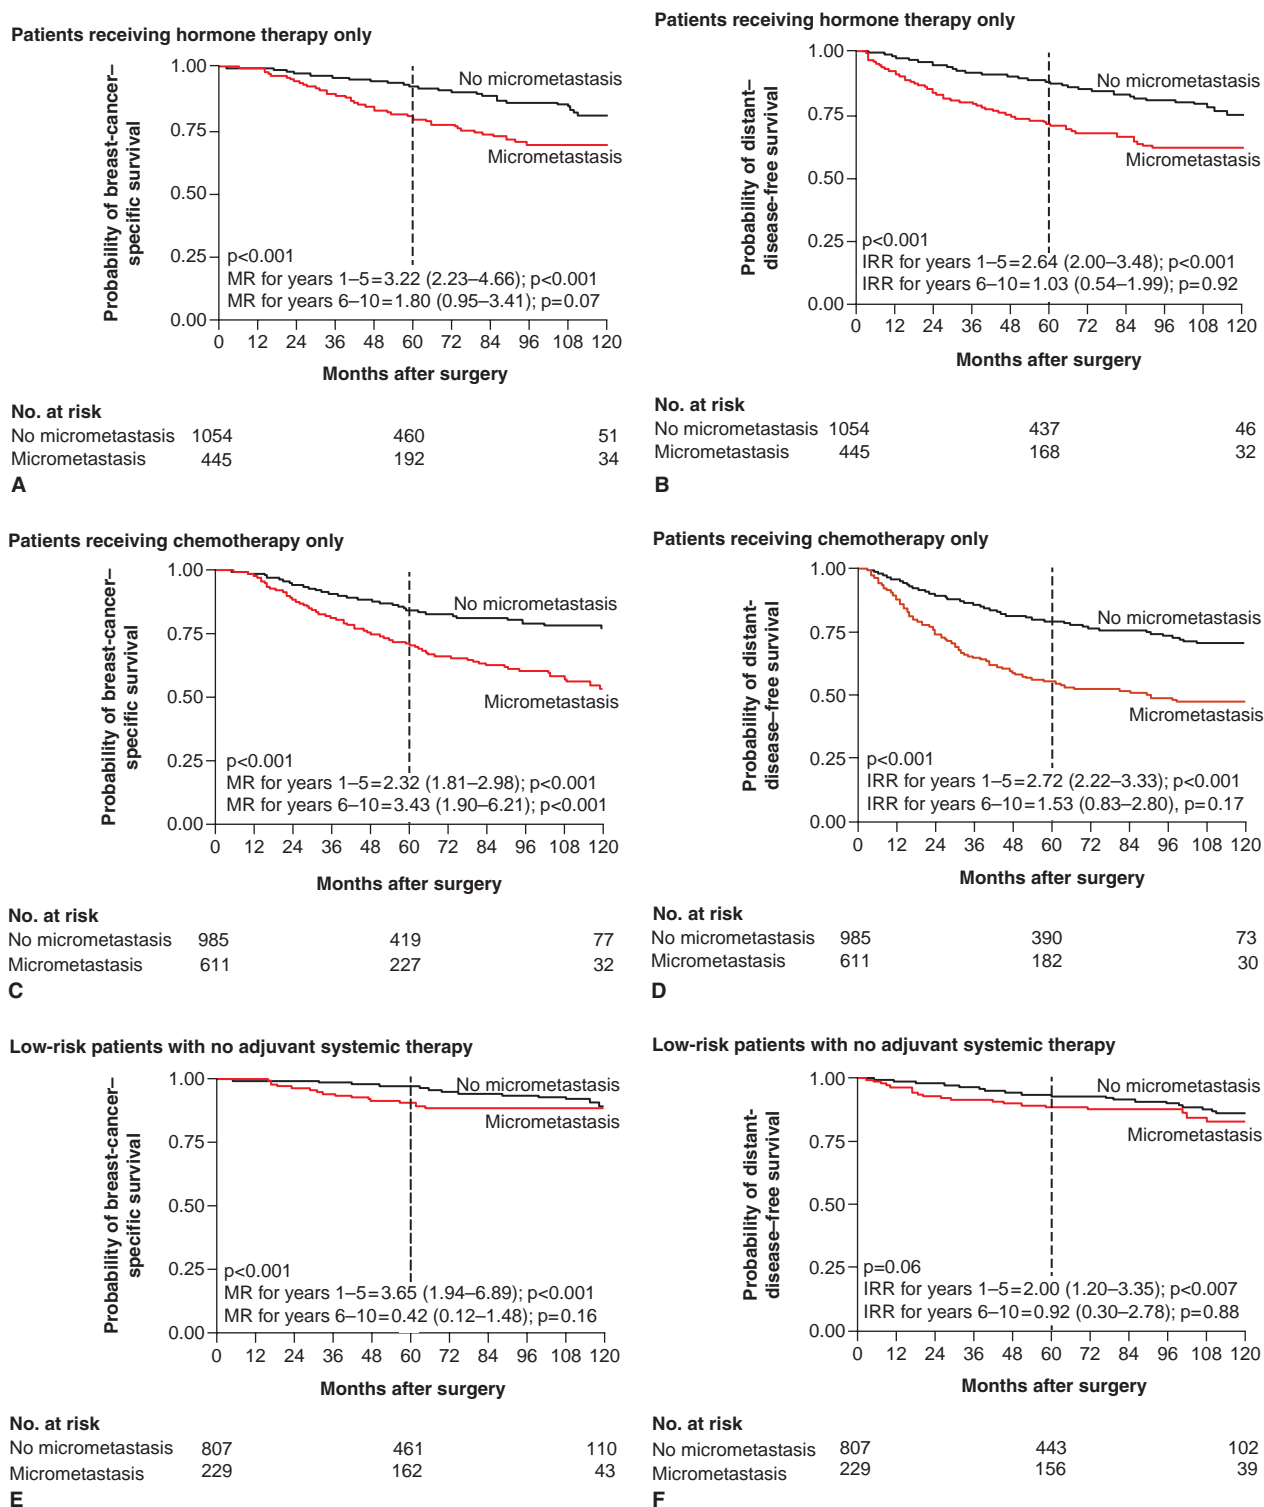 Patients receiving hormone therapy only
Probability of breast-cancer–
specific survival
1.00
0.75
0.50
0.25
0.00
No micrometastasis
Micrometastasis
p<0.001
MR for years 1–5=3.22 (2.23–4.66); p<0.001
MR for years 6–10=1.80 (0.95–3.41); p=0.07
0 12 24 36 48 60 72 84 96 108 120
Months after surgery
No. at risk
No micrometastasis 1054 460 51
Micrometastasis 445 192 34
A
Patients receiving hormone therapy only
Probability of distant–
disease-free survival
1.00
0.75
0.50
0.25
0.00
No micrometastasis
Micrometastasis
p<0.001
IRR for years 1–5=2.64 (2.00–3.48); p<0.001
IRR for years 6–10=1.03 (0.54–1.99); p=0.92
0 12 24 36 48 60 72 84 96 108 120
Months after surgery
No. at risk
No micrometastasis 1054 437 46
Micrometastasis 445 168 32
B
Patients receiving chemotherapy only
Probability of breast-cancer–
specific survival
1.00
0.75
0.50
0.25
0.00
No micrometastasis
Micrometastasis
p<0.001
MR for years 1–5=2.32 (1.81–2.98); p<0.001
MR for years 6–10=3.43 (1.90–6.21); p<0.001
0 12 24 36 48 60 72 84 96 108 120
Months after surgery
No. at risk
No micrometastasis 985 419 77
Micrometastasis 611 227 32
C
Patients receiving chemotherapy only
Probability of distant-
disease–free survival
1.00
0.75
0.50
0.25
0.00
No micrometastasis
Micrometastasis
p<0.001
IRR for years 1–5=2.72 (2.22–3.33); p<0.001
IRR for years 6–10=1.53 (0.83–2.80), p=0.17
0 12 24 36 48 60 72 84 96 108 120
Months after surgery
No. at risk
No micrometastasis 985 390 73
Micrometastasis 611 182 30
D
Low-risk patients with no adjuvant systemic therapy
Probability of breast-cancer–
specific survival
1.00
0.75
0.50
0.25
0.00
No micrometastasis
Micrometastasis
p<0.001
MR for years 1–5=3.65 (1.94–6.89); p<0.001
MR for years 6–10=0.42 (0.12–1.48); p=0.16
0 12 24 36 48 60 72 84 96 108 120
Months after surgery
No. at risk
No micrometastasis 807 461 110
Micrometastasis 229 162 43
E
Low-risk patients with no adjuvant systemic therapy
Probability of distant-
disease–free survival
1.00
0.75
0.50
0.25
0.00
No micrometastasis
Micrometastasis
p=0.06
IRR for years 1–5=2.00 (1.20–3.35); p<0.007
IRR for years 6–10=0.92 (0.30–2.78); p=0.88
0 12 24 36 48 60 72 84 96 108 120
Months after surgery
No. at risk
No micrometastasis 807 443 102
Micrometastasis 229 156 39
F